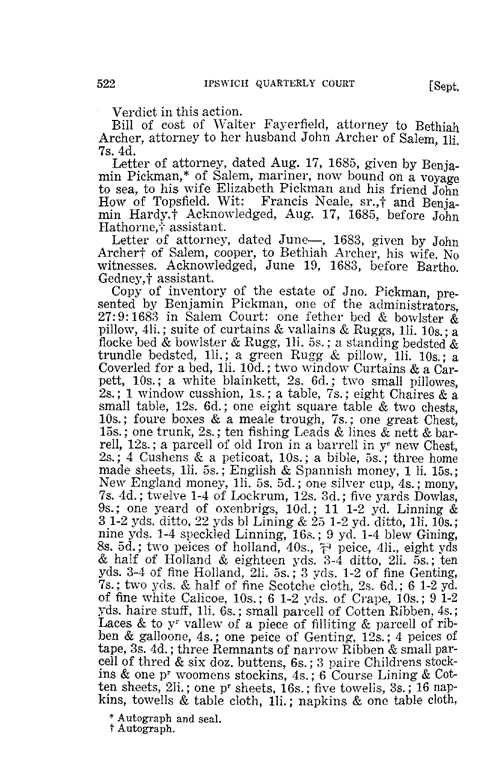 522 IPSWICH QUARTERLY COURT [Sept.
Verdict in this action.
Bill of cost of Walter Fayerfield, attorney to Bethiah
Archer, attorney to her husband John Archer of Salem, 1li.
7s. 4d.
Letter of attorney, dated Aug. 17, 1685, given by Benja-
min Pickman,* of Salem, mariner, now bound on a voyage
to sea, to his wife Elizabeth Pickman and his friend John
How of Topsfield. Wit: Francis Neale, sr.,† and Benja-
min Hardy.† Acknowledged, Aug. 17, 1685, before John
Hathorne,† assistant.
Letter of attorney, dated June—, 1683, given by John
Archer† of Salem, cooper, to Bethiah Archer, his wife. No
witnesses. Acknowledged, June 19, 1683, before Bartho.
Gedney,† assistant.
Copy of inventory of the estate of Jno. Pickman, pre-
sented by Benjamin Pickman, one of the administrators,
27:9:1683 in Salem Court: one fether bed & bowlster &
pillow, 4li.; suite of curtains & vallains & Ruggs, 1li. 10s.; a
flocke bed & bowlster & Rugg, 1li. 5s.; a standing bedsted &
trundle bedsted, 1li.; a green Rugg & pillow, 1li. 10s.; a
Coverled for a bed, 1li. 10d.; two window Curtains & a Car-
pett, 10s.; a white blainkett, 2s. 6d.; two small pillowes,
2s.; 1 window cusshion, 1s.; a table, 7s.; eight Chaires & a
small table, 12s. 6d.; one eight square table & two chests,
10s.; foure boxes & a meale trough, 7s.; one great Chest,
15s.; one trunk, 2s.; ten fishing Leads & lines & nett & bar-
rell, 12s.; a parcell of old Iron in a barrell in yᵉ new Chest,
2s.; 4 Cushens & a peticoat, 10s.; a bible, 5s.; three home
made sheets, 1li. 5s.; English & Spannish money, 1 li. 15s.;
New England money, 1li. 5s. 5d.; one silver cup, 4s.; mony,
7s. 4d.; twelve 1-4 of Lockrum, 12s. 3d.; five yards Dowlas,
9s.; one yeard of oxenbrigs, 10d.; 11 1-2 yd. Linning &
3 1-2 yds. ditto, 22 yds bl Lining & 25 1-2 yd. ditto, 1li. 10s.;
nine yds. 1-4 speckled Linning, 16s.; 9 yd. 1-4 blew Gining,
8s. 5d.; two peices of holland, 40s., peice, 4li., eight yds
& half of Holland & eighteen yds. 3-4 ditto, 2li. 5s.; ten
yds. 3-4 of fine Holland, 2li. 5s.; 3 yds. 1-2 of fine Genting,
7s.; two yds. & half of fine Scotche cloth, 2s. 6d.; 6 1-2 yd.
of fine white Calicoe, 10s.; 6 1-2 yds. of Crape, 10s.; 9 1-2
yds. haire stuff, 1li. 6s.; small parcell of Cotten Ribben, 4s.;
Laces & to yʳ vallew of a piece of filliting & parcell of rib-
ben & galloone, 4s.; one peice of Genting, 12s.; 4 peices of
tape, 3s. 4d.; three Remnants of narrow Ribben & small par-
cell of thred & six doz. buttens, 6s.; 3 paire Childrens stock-
ins & one pʳ woomens stockins, 4s.; 6 Course Lining & Cot-
ten sheets, 2li.; one pʳ sheets, 16s.; five towells, 3s.; 16 nap-
kins, towells & table cloth, 1li.; napkins & one table cloth,
* Autograph and seal.
† Autograph.